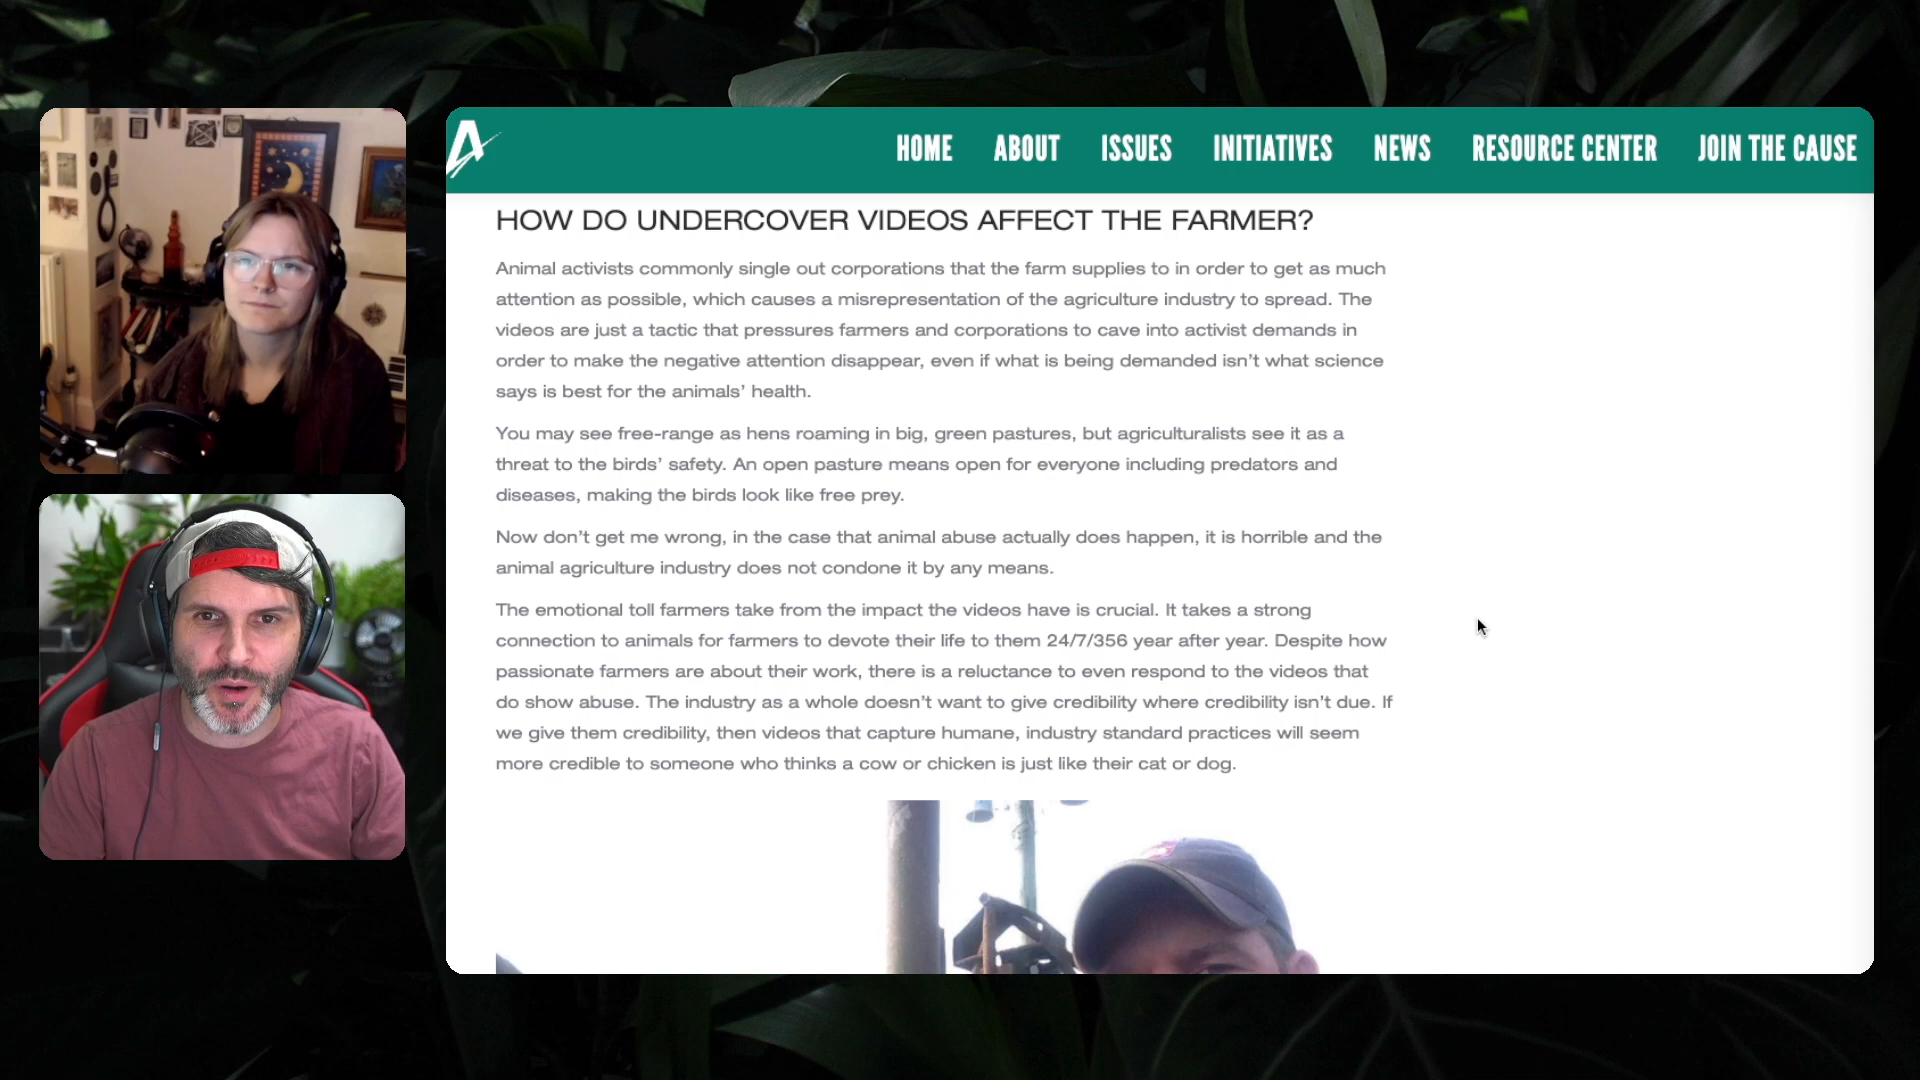 HOME ABOUT ISSUES INITIATIVES NEWS RESOURCE CENTER JOIN THE CAUSE
HOW DO UNDERCOVER VIDEOS AFFECT THE FARMER?
Animal activists commonly single out corporations that the farm supplies to in order to get as much
attention as possible, which causes a misrepresentation of the agriculture industry to spread. The
videos are just a tactic that pressures farmers and corporations to cave into activist demands in
order to make the negative attention disappear, even if what is being demanded isn’t what science
says is best for the animals’ health.
You may see free-range as hens roaming in big, green pastures, but agriculturalists see it as a
threat to the birds’ safety. An open pasture means open for everyone including predators and
diseases, making the birds look like free prey.
Now don’t get me wrong, in the case that animal abuse actually does happen, it is horrible and the
animal agriculture industry does not condone it by any means.
The emotional toll farmers take from the impact the videos have is crucial. It takes a strong
connection to animals for farmers to devote their life to them 24/7/356 year after year. Despite how
passionate farmers are about their work, there is a reluctance to even respond to the videos that
do show abuse. The industry as a whole doesn’t want to give credibility where credibility isn’t due. If
we give them credibility, then videos that capture humane, industry standard practices will seem
more credible to someone who thinks a cow or chicken is just like their cat or dog.